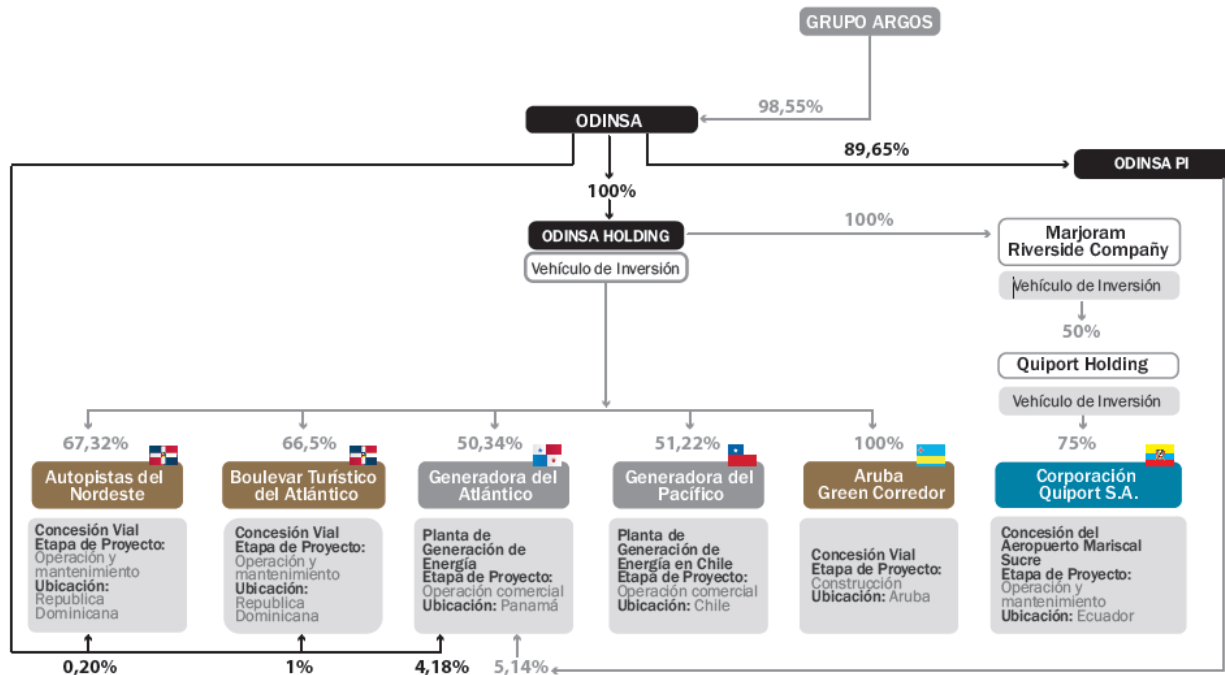 GRUPO ARGOS
98,55%
ODINSA
89,65%
ODINSA PI
100%
ODINSA HOLDING
Vehículo de Inversión
100%
Marjoram
Riverside Compañy
Vehículo de Inversión
50%
Quiport Holding
Vehículo de Inversión
67,32%
66,5%
50,34%
51,22%
100%
75%
Autopistas del
Nordeste
Boulevar Turístico
del Atlántico
Generadora del
Atlántico
Generadora del
Pacífico
Aruba
Green Corredor
Corporación
Quiport S.A.
Concesión Vial
Etapa de Proyecto:
Operación y
mantenimiento
Ubicación:
Republica
Dominicana
Concesión Vial
Etapa de Proyecto:
Operación y
mantenimiento
Ubicación:
Republica
Dominicana
Planta de
Generación de
Energía
Etapa de Proyecto:
Operación comercial
Ubicación: Panamá
Planta de
Generación de
Energía en Chile
Etapa de Proyecto:
Operación comercial
Ubicación: Chile
Concesión Vial
Etapa de Proyecto:
Construcción
Ubicación: Aruba
Concesión del
Aeropuerto Mariscal
Sucre
Etapa de Proyecto:
Operación y
mantenimiento
Ubicación: Ecuador
0,20%
1%
4,18%
5,14%